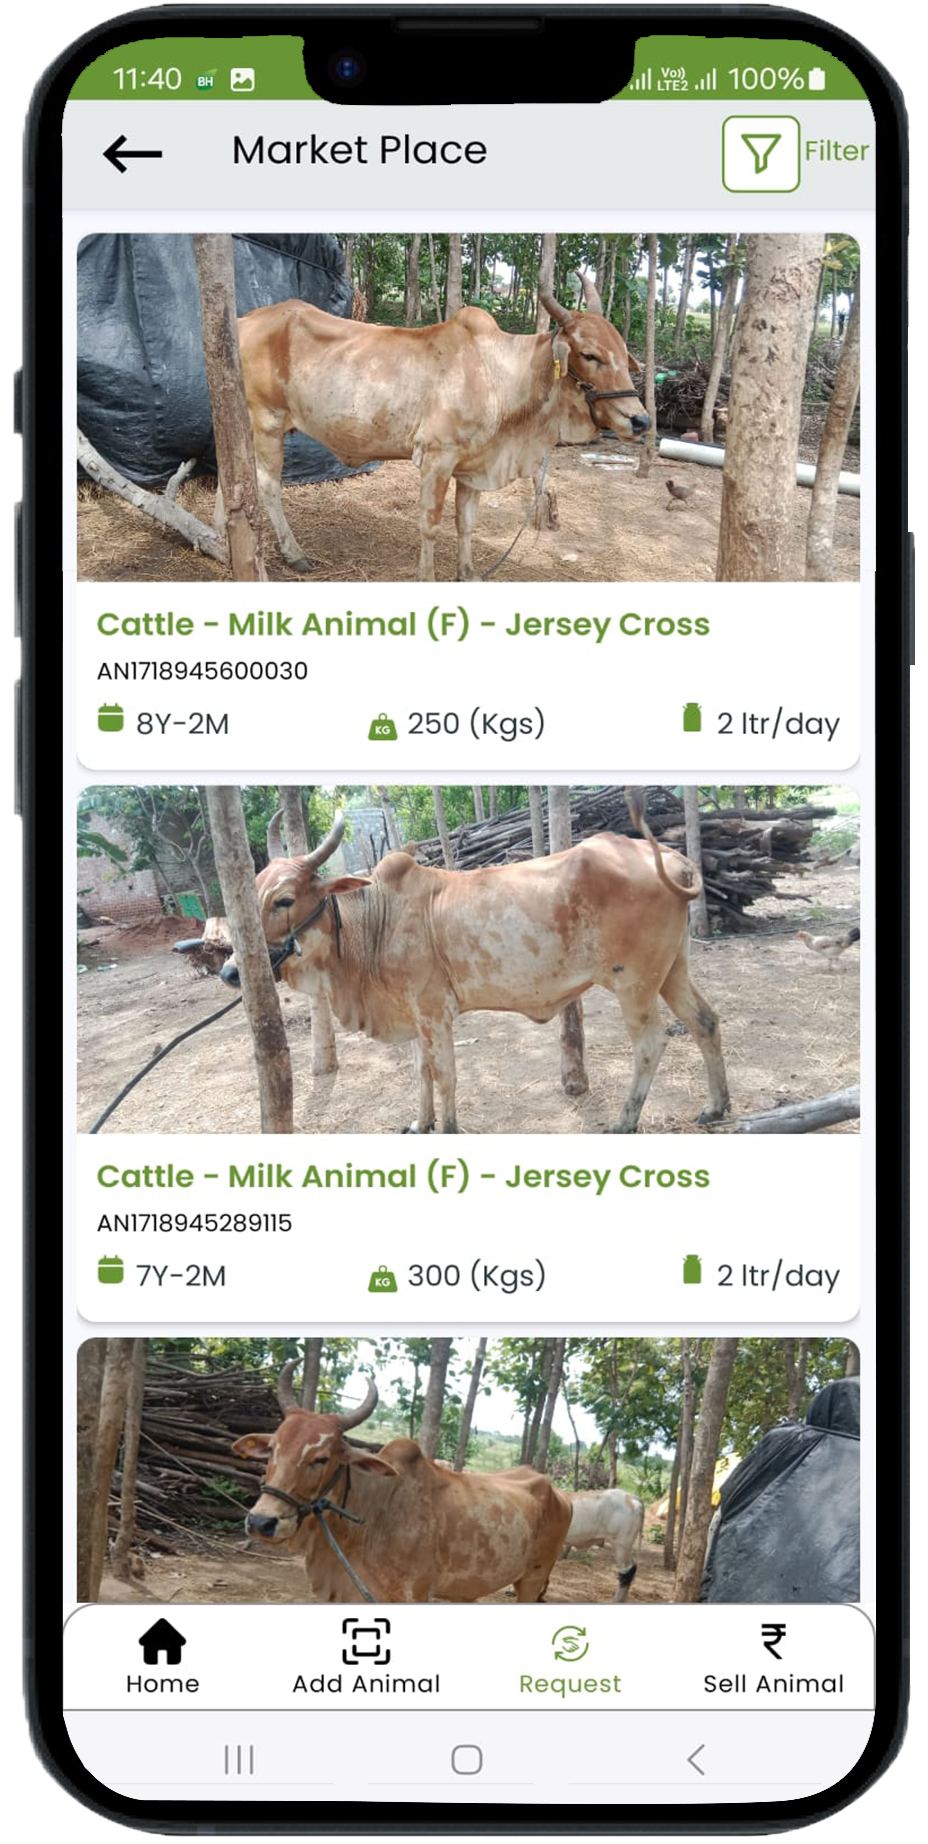 11:40 BH Vo)) LTE2 100%
Market Place
Filter
Cattle - Milk Animal (F) - Jersey Cross
AN1718945600030
8Y-2M KG 250 (Kgs) 2 ltr/day
Cattle - Milk Animal (F) - Jersey Cross
AN1718945289115
7Y-2M KG 300 (Kgs) 2 ltr/day
Home Add Animal Request ₹ Sell Animal